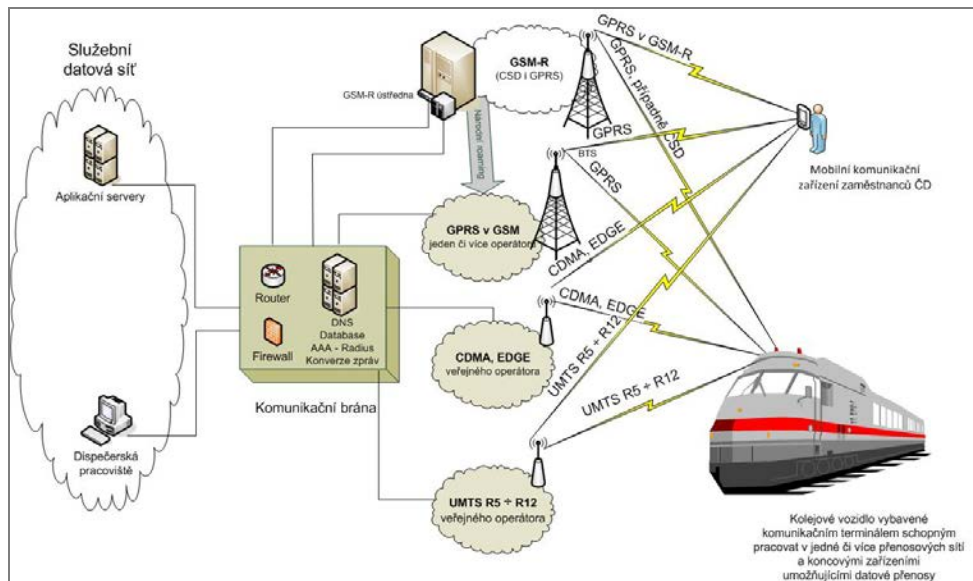 Služební
datová síť
Aplikační servery
Dispečerská
pracoviště
GSM-R ústředna
GSM-R
(CSD i GPRS)
Národní roaming
GPRS v GSM
jeden či více operátorů
Router
Firewall
DNS
Database
AAA - Radius
Konverze zpráv
Komunikační brána
CDMA, EDGE
veřejného operátora
UMTS R5 ÷ R12
veřejného operátora
BTS
GPRS v GSM-R
GPRS, případně CSD
GPRS
GPRS
CDMA, EDGE
CDMA, EDGE
UMTS R5 ÷ R12
UMTS R5 ÷ R12
Mobilní komunikační
zařízení zaměstnanců ČD
Kolejové vozidlo vybavené
komunikačním terminálem schopným
pracovat v jedné či více přenosových sítí
a koncovými zařízeními
umožňujícími datové přenosy